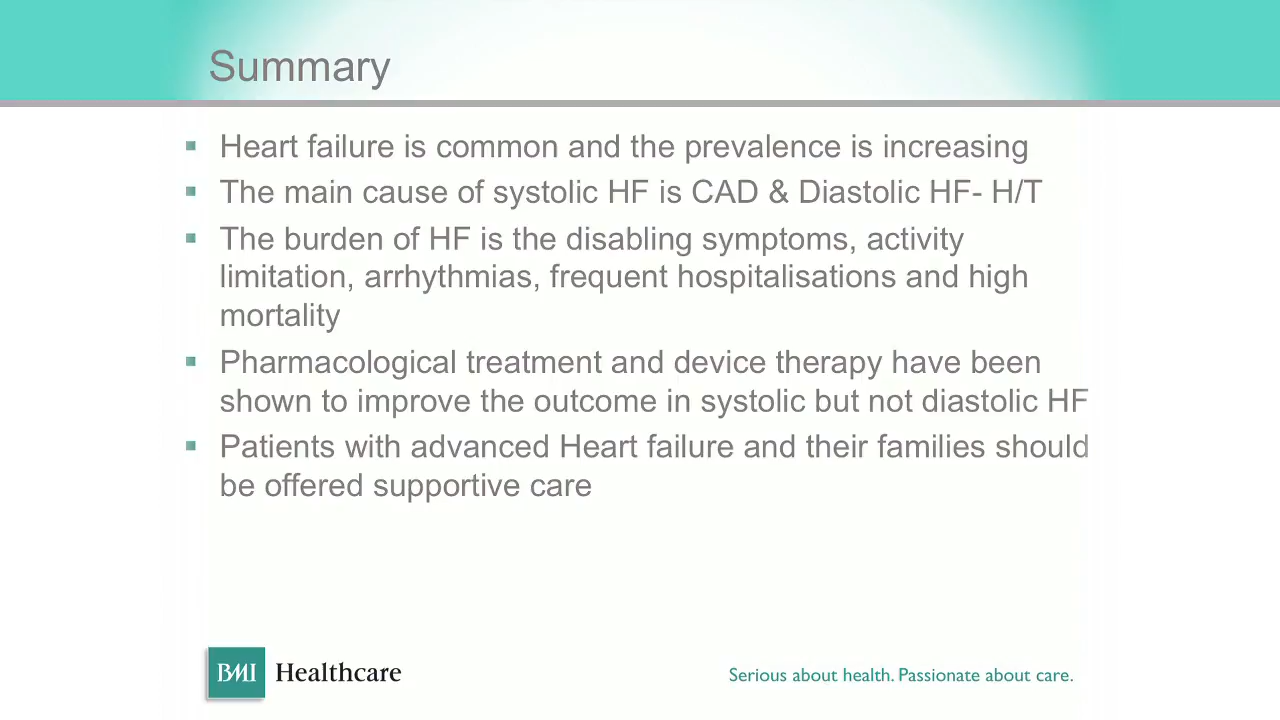 Summary
Heart failure is common and the prevalence is increasing
The main cause of systolic HF is CAD & Diastolic HF- H/T
The burden of HF is the disabling symptoms, activity
limitation, arrhythmias, frequent hospitalisations and high
mortality
Pharmacological treatment and device therapy have been
shown to improve the outcome in systolic but not diastolic HF
Patients with advanced Heart failure and their families should
be offered supportive care
BMI Healthcare
Serious about health. Passionate about care.